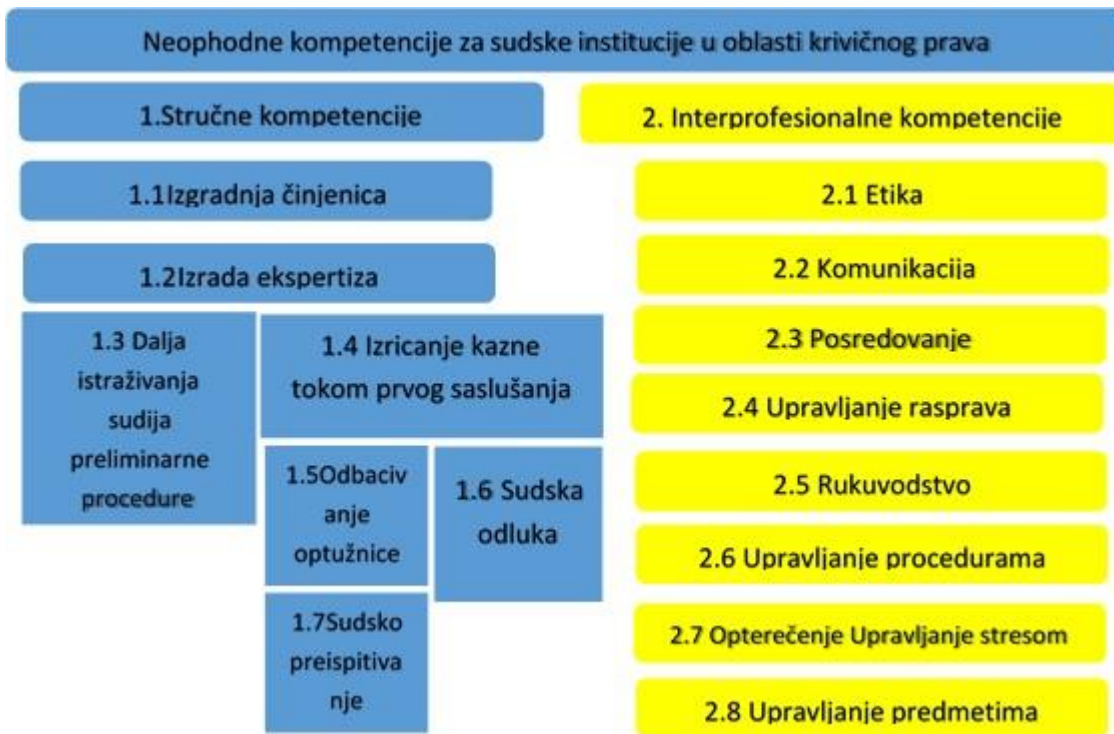 Neophodne kompetencije za sudske institucije u oblasti krivičnog prava
1.Stručne kompetencije
1.1Izgradnja činjenica
1.2Izrada ekspertiza
1.3 Dalja
istraživanja
sudija
preliminarne
procedure
1.4 Izricanje kazne
tokom prvog saslušanja
1.5Odbaciv
anje
optužnice
1.6 Sudska
odluka
1.7Sudsko
preispitiva
nje
2. Interprofesionalne kompetencije
2.1 Etika
2.2 Komunikacija
2.3 Posredovanje
2.4 Upravljanje rasprava
2.5 Rukuvodstvo
2.6 Upravljanje procedurama
2.7 Opterečenje Upravljanje stresom
2.8 Upravljanje predmetima